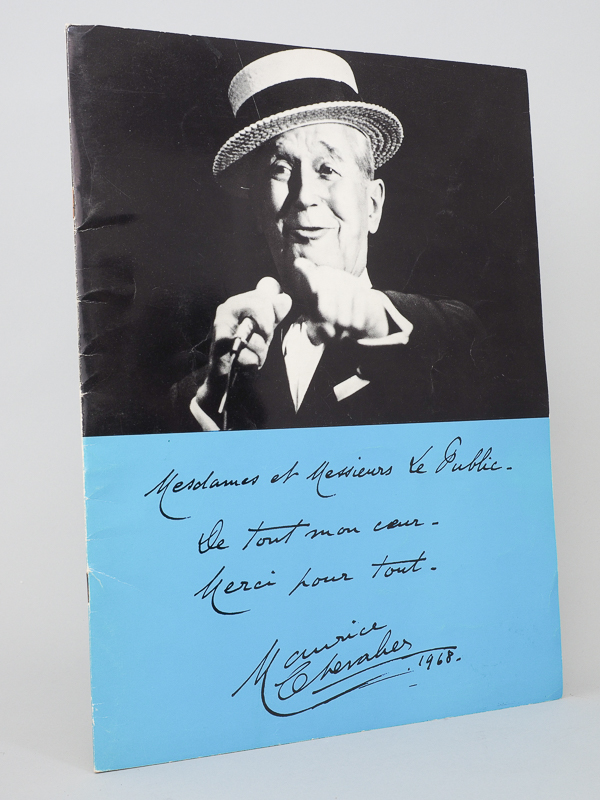 Mesdames et Messieurs Le Public.
De tout mon cœur.
Merci pour tout.
Maurice
Chevalier
1968.